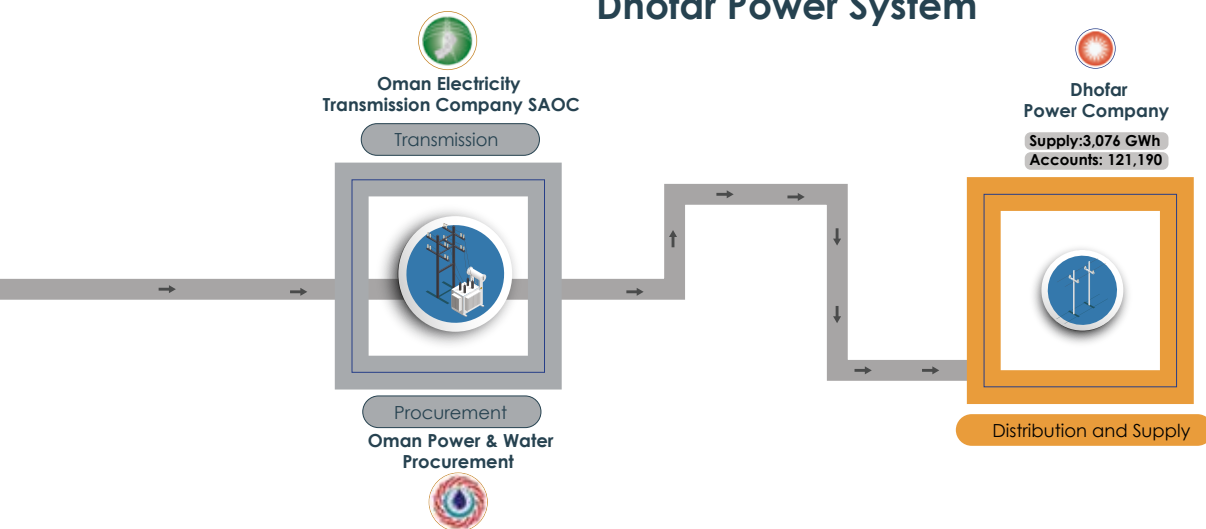 Dhofar Power System
Oman Electricity
Transmission Company SAOC
Transmission
Procurement
Oman Power & Water
Procurement
Dhofar
Power Company
Supply:3,076 GWh
Accounts: 121,190
Distribution and Supply